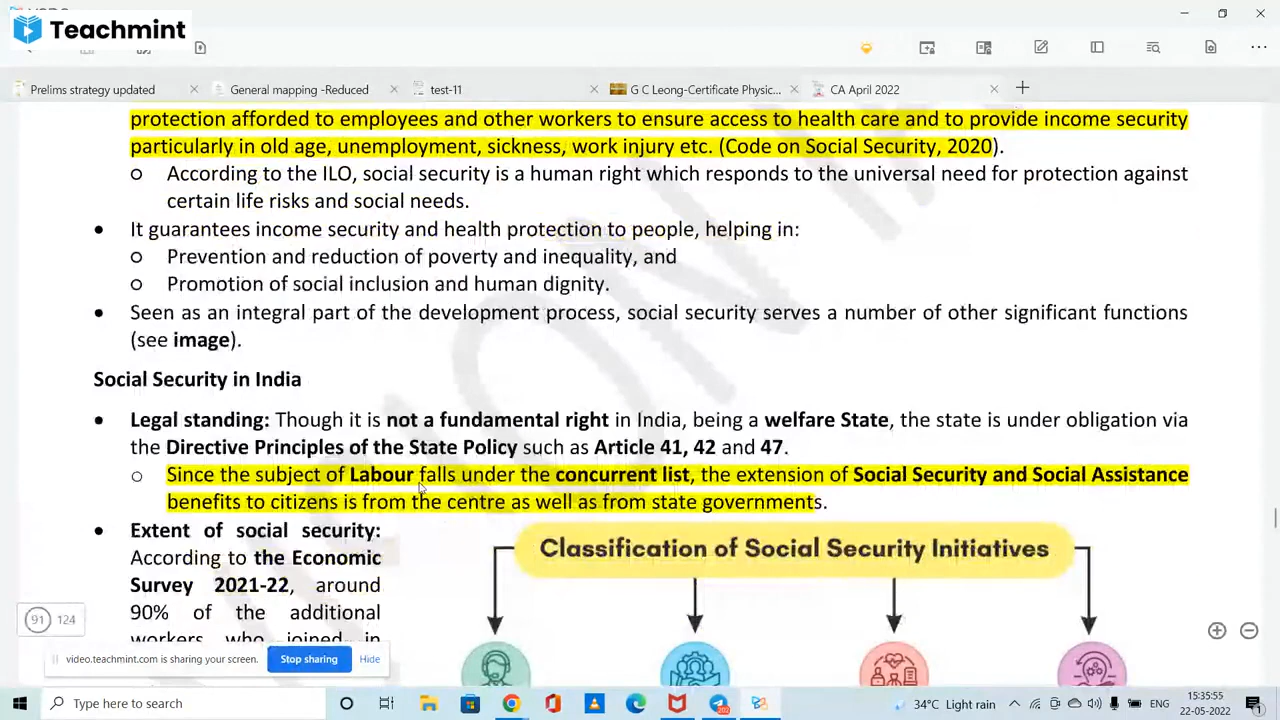 Teachmint
Prelims strategy updated
General mapping -Reduced
test-11
G C Leong-Certificate Physic...
CA April 2022
protection afforded to employees and other workers to ensure access to health care and to provide income security
particularly in old age, unemployment, sickness, work injury etc. (Code on Social Security, 2020).
According to the ILO, social security is a human right which responds to the universal need for protection against
certain life risks and social needs.
It guarantees income security and health protection to people, helping in:
Prevention and reduction of poverty and inequality, and
Promotion of social inclusion and human dignity.
Seen as an integral part of the development process, social security serves a number of other significant functions
(see image).
Social Security in India
Legal standing: Though it is not a fundamental right in India, being a welfare State, the state is under obligation via
the Directive Principles of the State Policy such as Article 41, 42 and 47.
Since the subject of Labour falls under the concurrent list, the extension of Social Security and Social Assistance
benefits to citizens is from the centre as well as from state governments.
Extent of social security:
According to the Economic
Survey 2021-22, around
90% of the additional
workers who joined in
Classification of Social Security Initiatives
91 124
video.teachmint.com is sharing your screen.
Stop sharing
Hide
Type here to search
34°C Light rain
ENG
15:35:55
22-05-2022